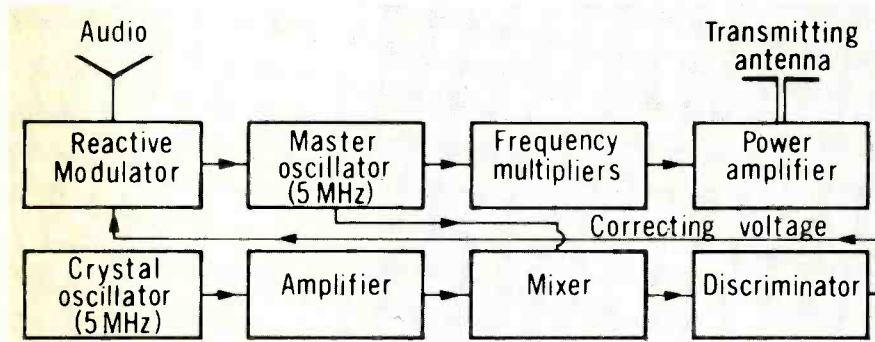 Audio
Transmitting
antenna
Reactive
Modulator
Master
oscillator
(5 MHz)
Frequency
multipliers
Power
amplifier
Correcting voltage
Crystal
oscillator
(5 MHz)
Amplifier
Mixer
Discriminator